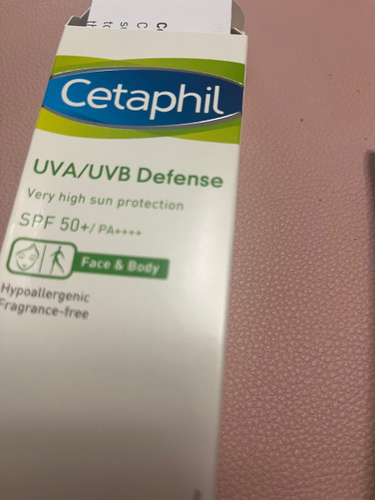 Cetaphil
UVA/UVB Defense
Very high sun protection
SPF 50+/PA++++
Face & Body
Hypoallergenic
Fragrance-free